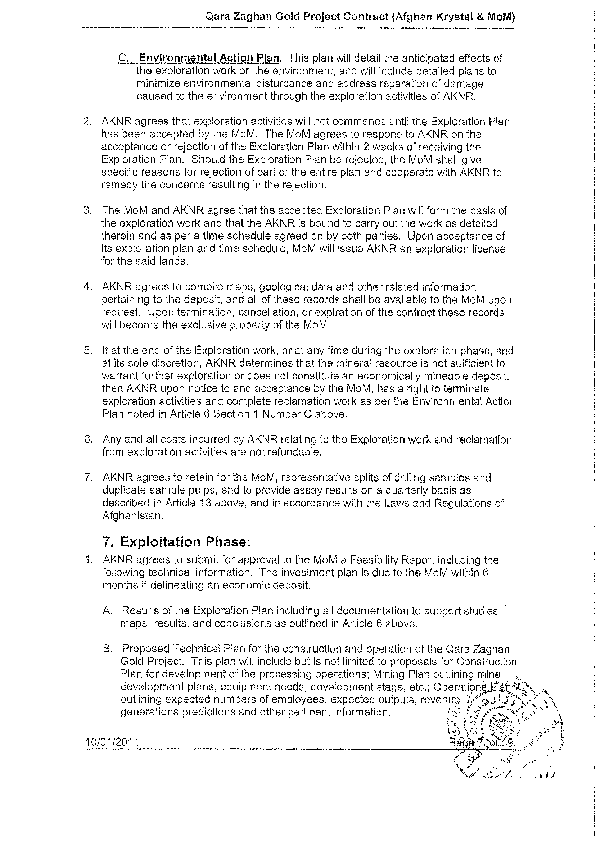 Qara Zaghan Gold Project Contract (Afghan Krystal & MoM)
C. Environmental Action Plan. This plan will detail the anticipated effects of
the exploration work on the environment, and will include detailed plans to
minimize environmental disturbance and address reparation of damage
caused to the environment through the exploration activities of AKNR.
2. AKNR agrees that exploration activities will not commence until the Exploration Plan
has been accepted by the MoM. The MoM agrees to respond to AKNR on the
acceptance or rejection of the Exploration Plan within 2 weeks of receiving the
Exploration Plan. Should the Exploration Plan be rejected, the MoM shall give
specific reasons for rejection of part or the entire plan and cooperate with AKNR to
remedy the concerns resulting in the rejection.
3. The MoM and AKNR agree that the accepted Exploration Plan will form the basis of
the exploration work and that the AKNR is bound to carry out the work as detailed
therein and as per a time schedule agreed on by both parties. Upon acceptance of
its exploration plan and time schedule, MoM will issue AKNR an exploration license
for the said lands.
4. AKNR agrees to compile maps, geological data and other related information
pertaining to the deposit, and all of these records shall be available to the MoM upon
request. Upon termination, cancellation, or expiration of the contract these records
will become the exclusive property of the MoM
5. If at the end of the Exploration work, or at any time during the exploration phase, and
at its sole discretion, AKNR determines that the mineral resource is not sufficient to
warrant further exploration or does not constitute an economically mineable deposit,
then AKNR upon notice to and acceptance by the MoM, has a right to terminate
exploration activities and complete reclamation work as per the Environmental Action
Plan noted in Article 6 Section 1 Number C above.
6. Any and all costs incurred by AKNR relating to the Exploration work and reclamation
from exploration activities are not refundable.
7. AKNR agrees to retain for the MoM, representative splits of drilling samples and
duplicate sample pulps, and to provide assay results on a quarterly basis as
described in Article 13 above, and in accordance with the Laws and Regulations of
Afghanistan.
7. Exploitation Phase:
1. AKNR agrees to submit for approval to the MoM a Feasibility Report including the
following technical information. The investment plan is due to the MoM within 6
months if delineating an economic deposit.
A. Results of the Exploration Plan including all documentation to support studies,
maps, results, and conclusions as outlined in Article 6 above.
B. Proposed Technical Plan for the construction and operation of the Qara Zaghan
Gold Project. This plan will include but is not limited to proposals for Construction
Plan for development of the processing operations; Mining Plan outlining mine
development plans, equipment needs, development stage, etc.; Operations Plan
outlining expected numbers of employees, expected outputs, revenue
generations predictions and other pertinent information.
10/01/2011
Page 7 of